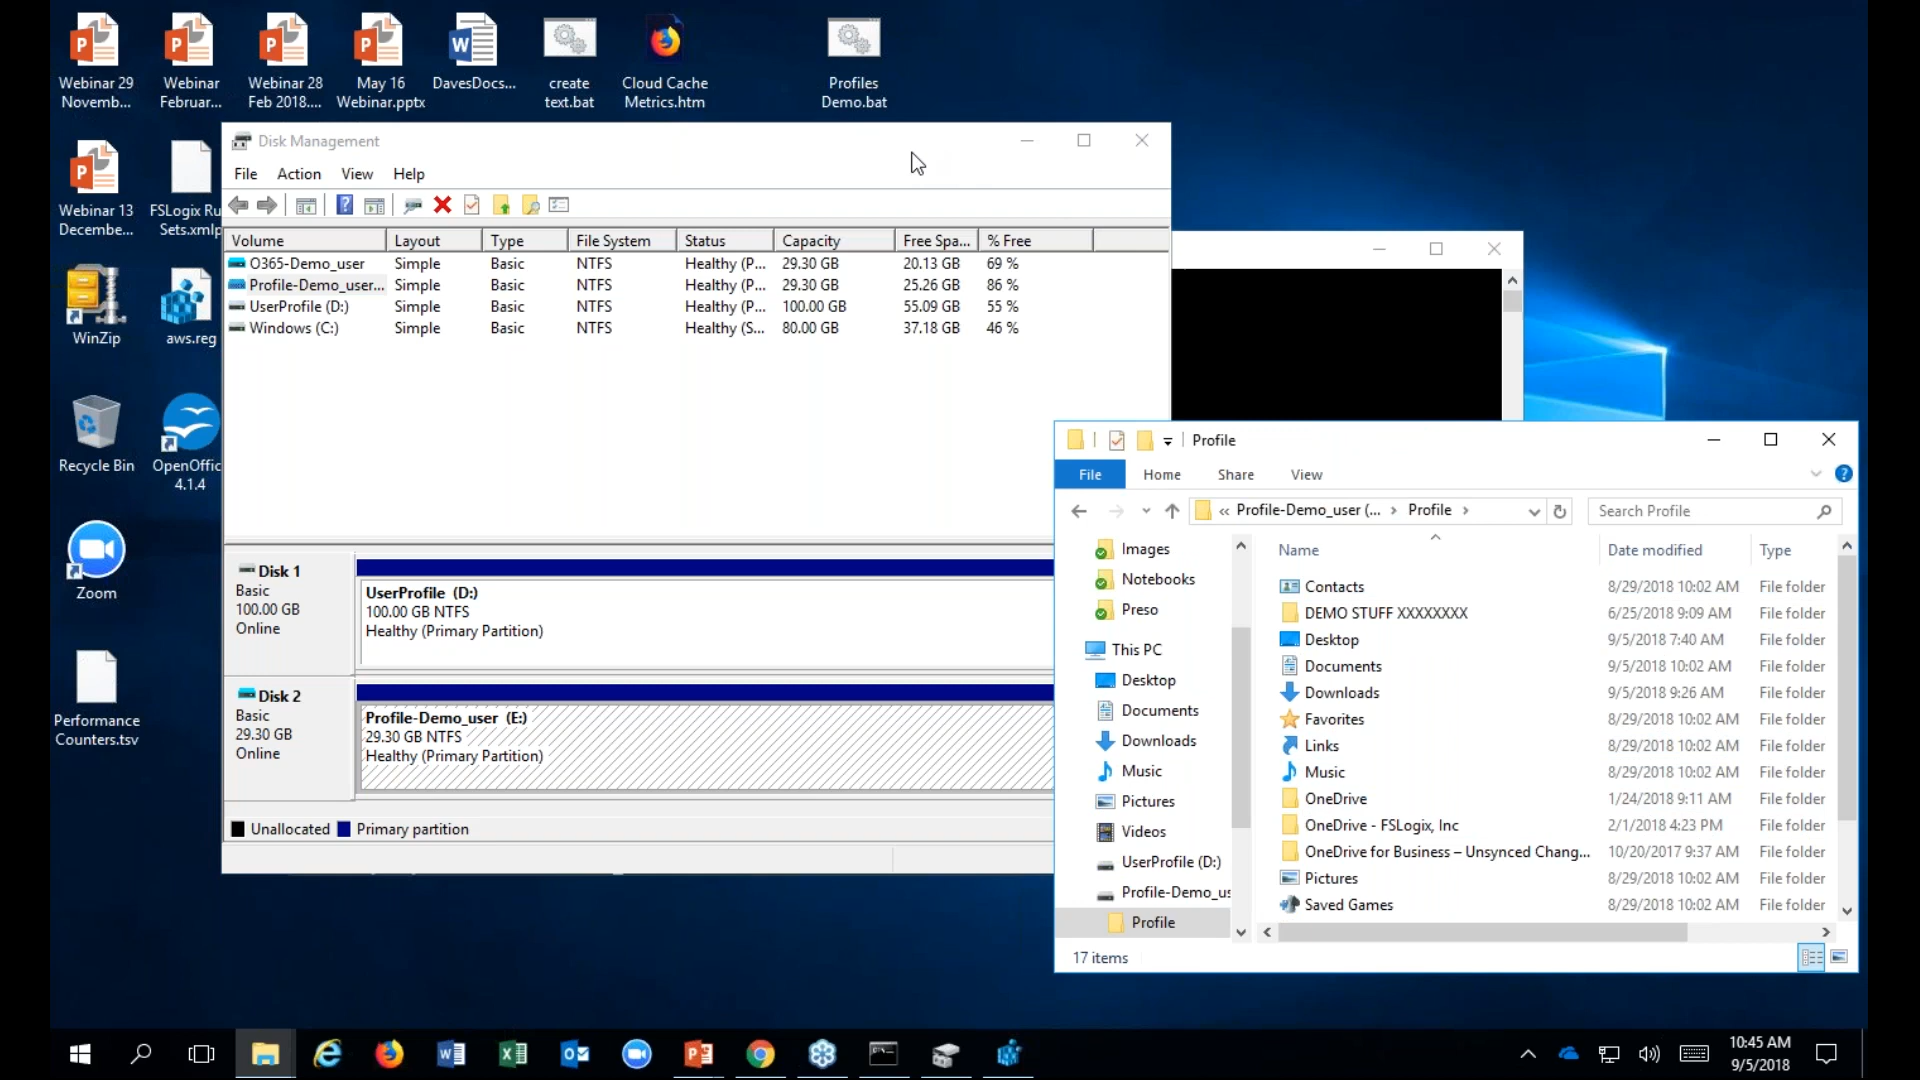 Webinar 29
Novemb...
Webinar
Februar...
Webinar 28
Feb 2018....
May 16
Webinar.pptx
DavesDocs...
create
text.bat
Cloud Cache
Metrics.htm
Profiles
Demo.bat
Webinar 13
Decembe...
FSLogix Ru
Sets.xmlp
WinZip
aws.reg
Recycle Bin
OpenOffic
4.1.4
Zoom
Performance
Counters.tsv
Disk Management
File Action View Help
Volume Layout Type File System Status Capacity Free Spa... % Free
O365-Demo_user Simple Basic NTFS Healthy (P... 29.30 GB 20.13 GB 69 %
Profile-Demo_user... Simple Basic NTFS Healthy (P... 29.30 GB 25.26 GB 86 %
UserProfile (D:) Simple Basic NTFS Healthy (P... 100.00 GB 55.09 GB 55 %
Windows (C:) Simple Basic NTFS Healthy (S... 80.00 GB 37.18 GB 46 %
Disk 1
Basic
100.00 GB
Online
UserProfile (D:)
100.00 GB NTFS
Healthy (Primary Partition)
Disk 2
Basic
29.30 GB
Online
Profile-Demo_user (E:)
29.30 GB NTFS
Healthy (Primary Partition)
Unallocated Primary partition
Profile
File Home Share View
« Profile-Demo_user (... › Profile ›
Search Profile
Images
Notebooks
Preso
This PC
Desktop
Documents
Downloads
Music
Pictures
Videos
UserProfile (D:)
Profile-Demo_us
Profile
Name Date modified Type
Contacts 8/29/2018 10:02 AM File folder
DEMO STUFF XXXXXXXX 6/25/2018 9:09 AM File folder
Desktop 9/5/2018 7:40 AM File folder
Documents 9/5/2018 10:02 AM File folder
Downloads 9/5/2018 9:26 AM File folder
Favorites 8/29/2018 10:02 AM File folder
Links 8/29/2018 10:02 AM File folder
Music 8/29/2018 10:02 AM File folder
OneDrive 1/24/2018 9:11 AM File folder
OneDrive - FSLogix, Inc 2/1/2018 4:23 PM File folder
OneDrive for Business – Unsynced Chang... 10/20/2017 9:37 AM File folder
Pictures 8/29/2018 10:02 AM File folder
Saved Games 8/29/2018 10:02 AM File folder
17 items
10:45 AM
9/5/2018